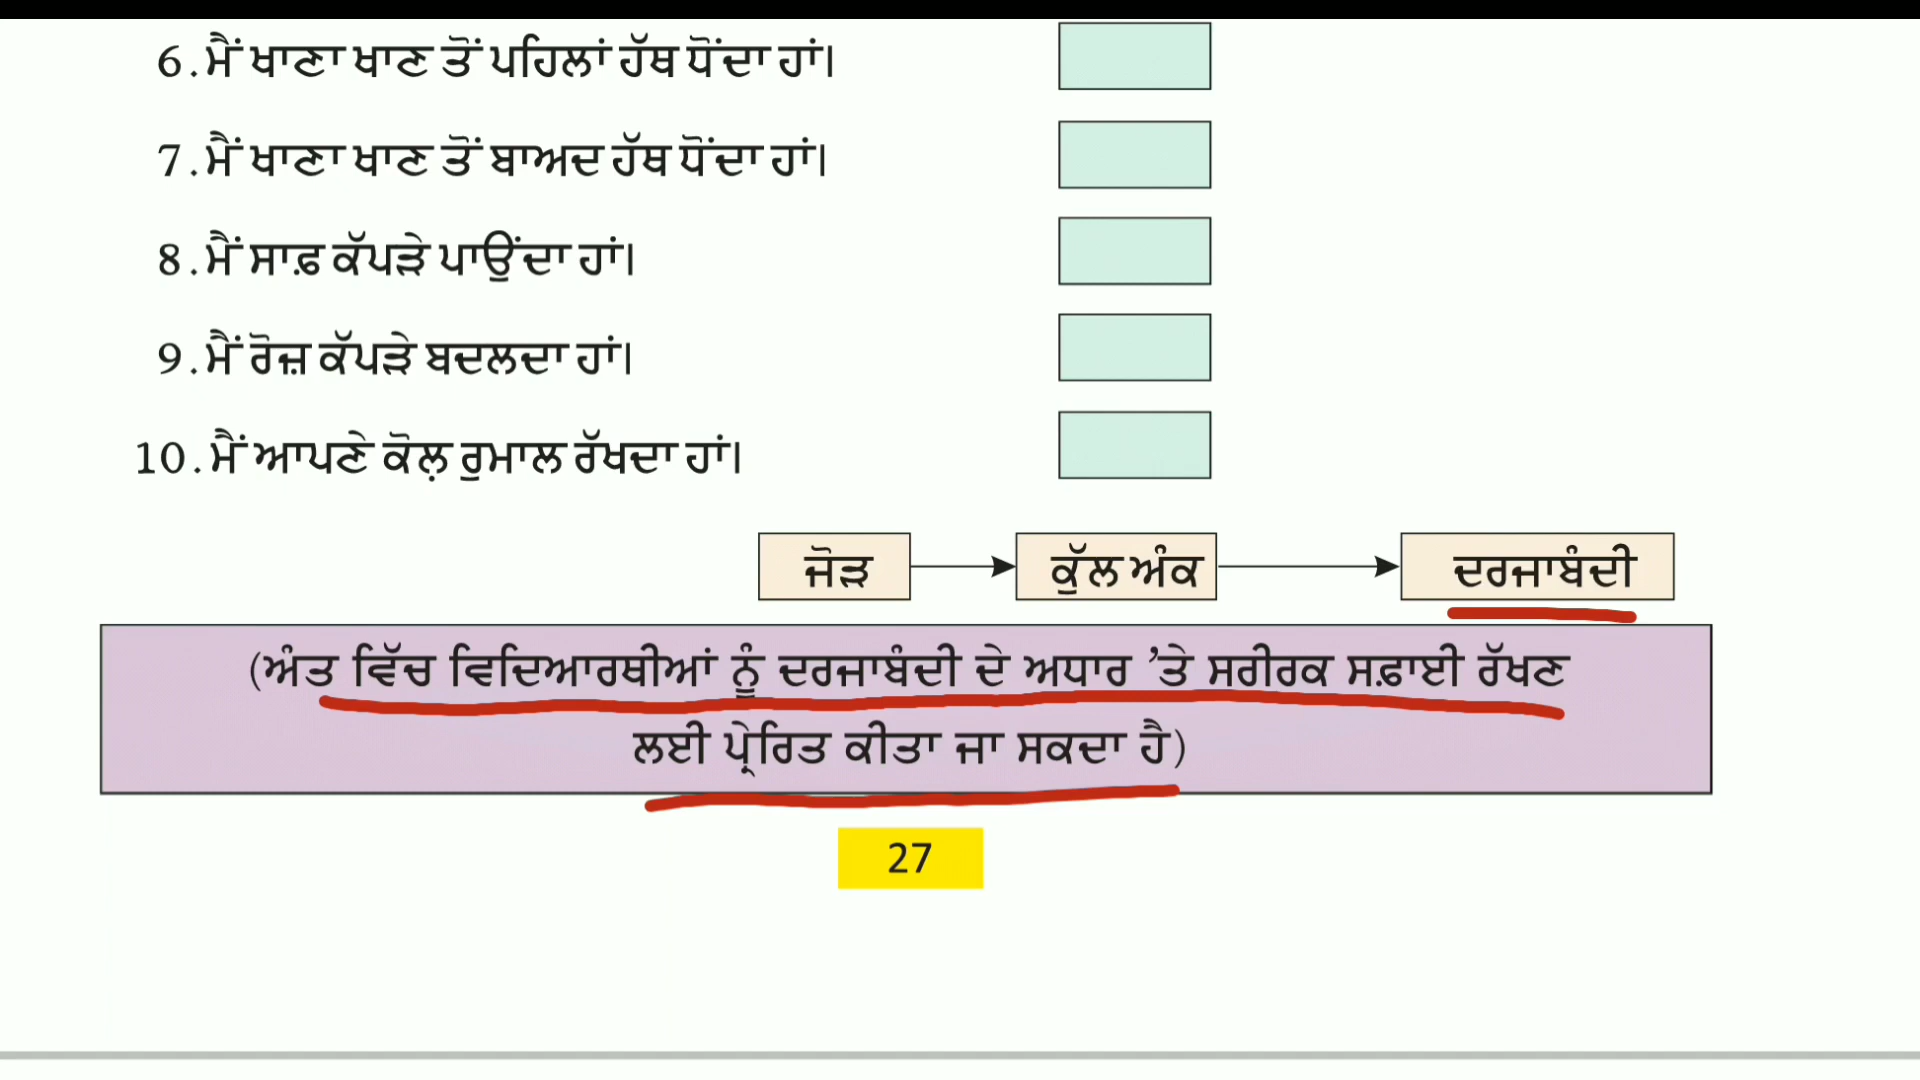 6. ਮੈਂ ਖਾਣਾ ਖਾਣ ਤੋਂ ਪਹਿਲਾਂ ਹੱਥ ਧੋਂਦਾ ਹਾਂ।
7. ਮੈਂ ਖਾਣਾ ਖਾਣ ਤੋਂ ਬਾਅਦ ਹੱਥ ਧੋਂਦਾ ਹਾਂ।
8. ਮੈਂ ਸਾਫ਼ ਕੱਪੜੇ ਪਾਉਂਦਾ ਹਾਂ।
9. ਮੈਂ ਰੋਜ਼ ਕੱਪੜੇ ਬਦਲਦਾ ਹਾਂ।
10. ਮੈਂ ਆਪਣੇ ਕੋਲ਼ ਰੁਮਾਲ ਰੱਖਦਾ ਹਾਂ।
ਜੋੜ ਕੁੱਲ ਅੰਕ ਦਰਜਾਬੰਦੀ
(ਅੰਤ ਵਿੱਚ ਵਿਦਿਆਰਥੀਆਂ ਨੂੰ ਦਰਜਾਬੰਦੀ ਦੇ ਅਧਾਰ ’ਤੇ ਸਰੀਰਕ ਸਫ਼ਾਈ ਰੱਖਣ
ਲਈ ਪ੍ਰੇਰਿਤ ਕੀਤਾ ਜਾ ਸਕਦਾ ਹੈ)
27